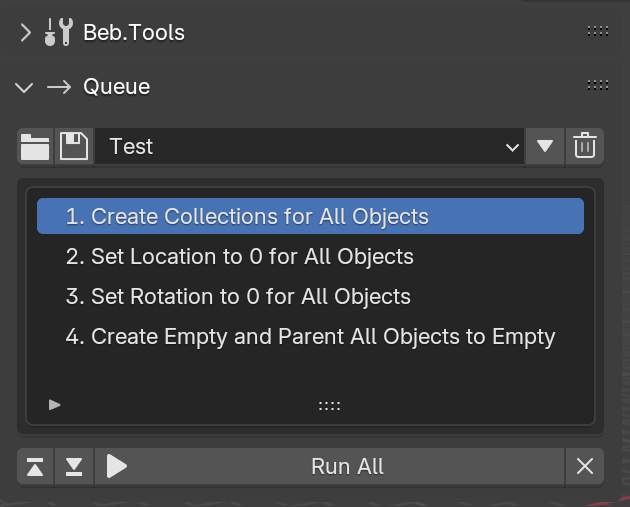 Beb.Tools
Queue
Test
1. Create Collections for All Objects
2. Set Location to 0 for All Objects
3. Set Rotation to 0 for All Objects
4. Create Empty and Parent All Objects to Empty
Run All